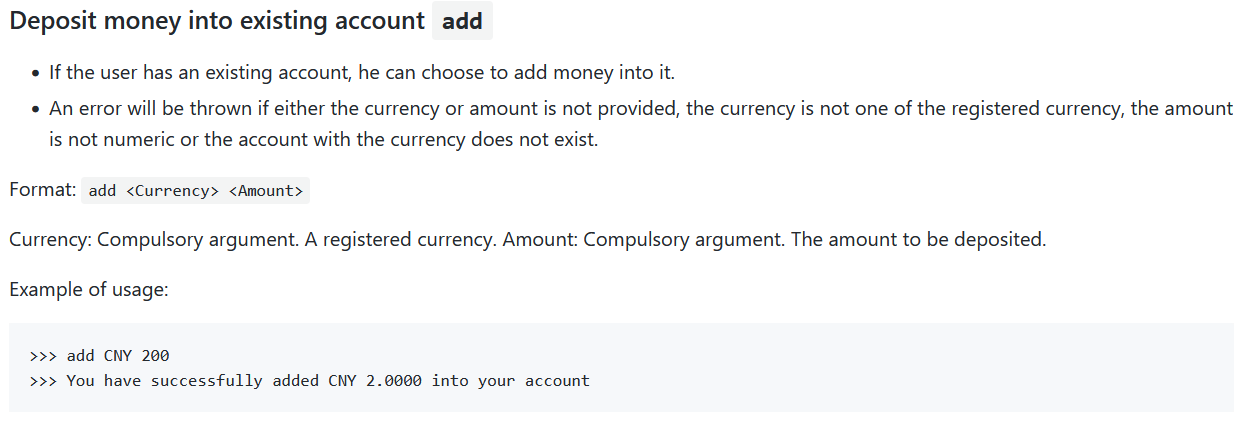 Deposit money into existing account add
• If the user has an existing account, he can choose to add money into it.
• An error will be thrown if either the currency or amount is not provided, the currency is not one of the registered currency, the amount
is not numeric or the account with the currency does not exist.
Format: add <Currency> <Amount>
Currency: Compulsory argument. A registered currency. Amount: Compulsory argument. The amount to be deposited.
Example of usage:
>>> add CNY 200
>>> You have successfully added CNY 2.0000 into your account